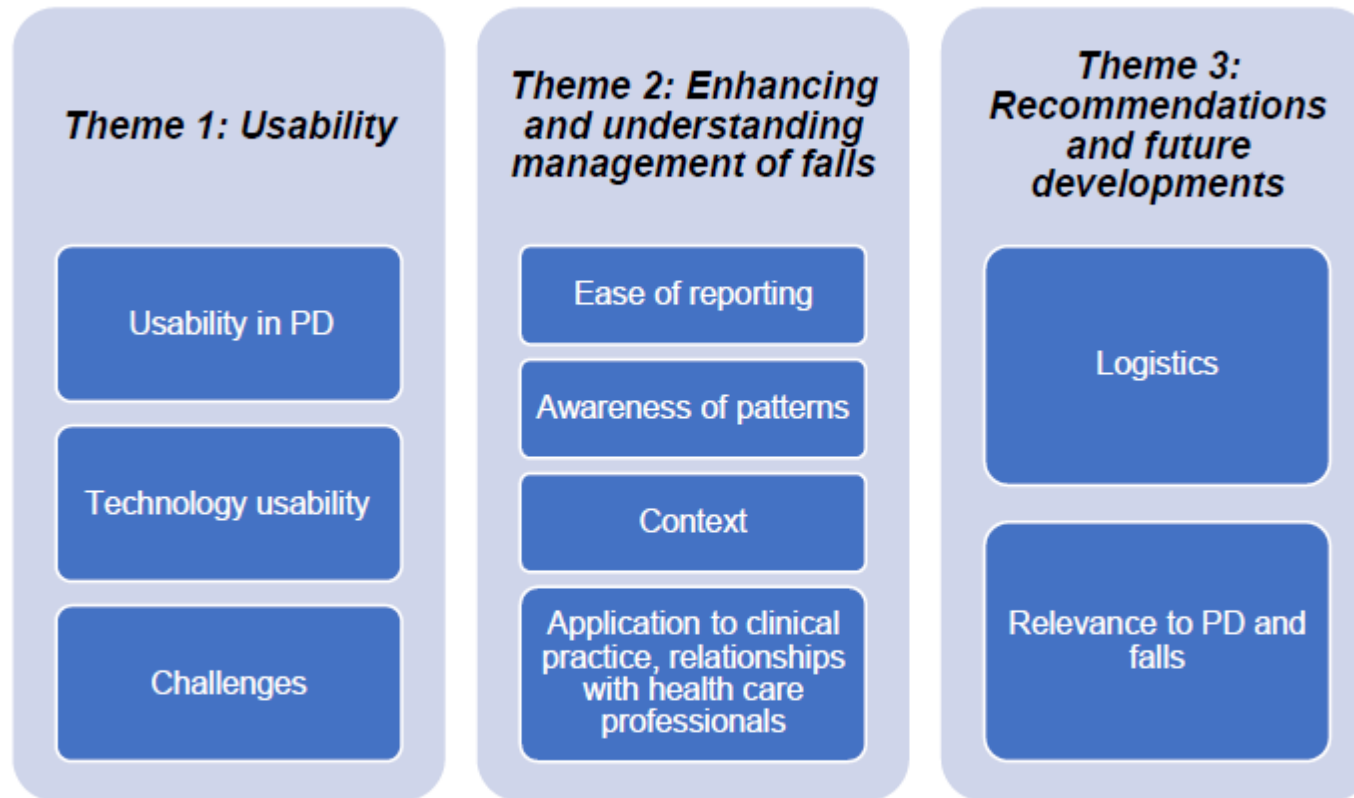 Theme 1: Usability
Usability in PD
Technology usability
Challenges
Theme 2: Enhancing
and understanding
management of falls
Ease of reporting
Awareness of patterns
Context
Application to clinical
practice, relationships
with health care
professionals
Theme 3:
Recommendations
and future
developments
Logistics
Relevance to PD and
falls